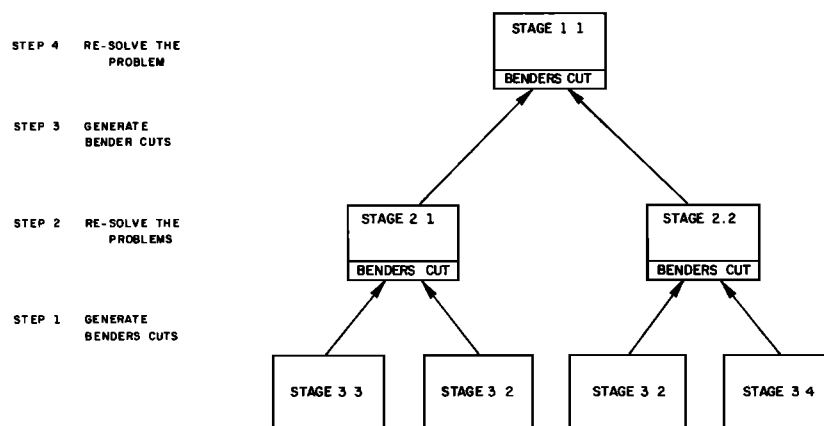 STEP 4 RE-SOLVE THE
PROBLEM
STEP 3 GENERATE
BENDER CUTS
STEP 2 RE-SOLVE THE
PROBLEMS
STEP 1 GENERATE
BENDERS CUTS
STAGE 1 1
BENDERS CUT
STAGE 2 1
BENDERS CUT
STAGE 2.2
BENDERS CUT
STAGE 3 3
STAGE 3 2
STAGE 3 2
STAGE 3 4